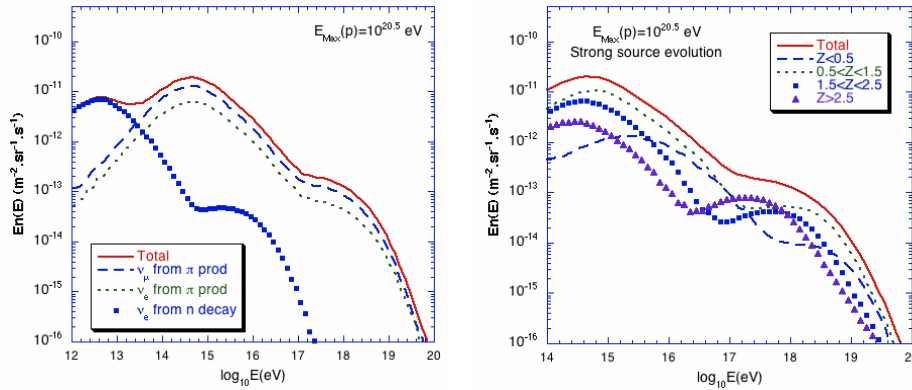 E_Max(p)=10^20.5 eV
10^-10
10^-11
10^-12
10^-13
10^-14
10^-15
10^-16
En(E) (m^-2.sr^-1.s^-1)
Total
ν_μ from π prod
ν_e from π prod
ν_e from n decay
12 13 14 15 16 17 18 19 20
log_10E(eV)
E_Max(p)=10^20.5 eV
Strong source evolution
Total
Z<0.5
0.5<Z<1.5
1.5<Z<2.5
Z>2.5
10^-10
10^-11
10^-12
10^-13
10^-14
10^-15
10^-16
En(E) (m^-2.sr^-1.s^-1)
14 15 16 17 18 19 2
log_10E(eV)